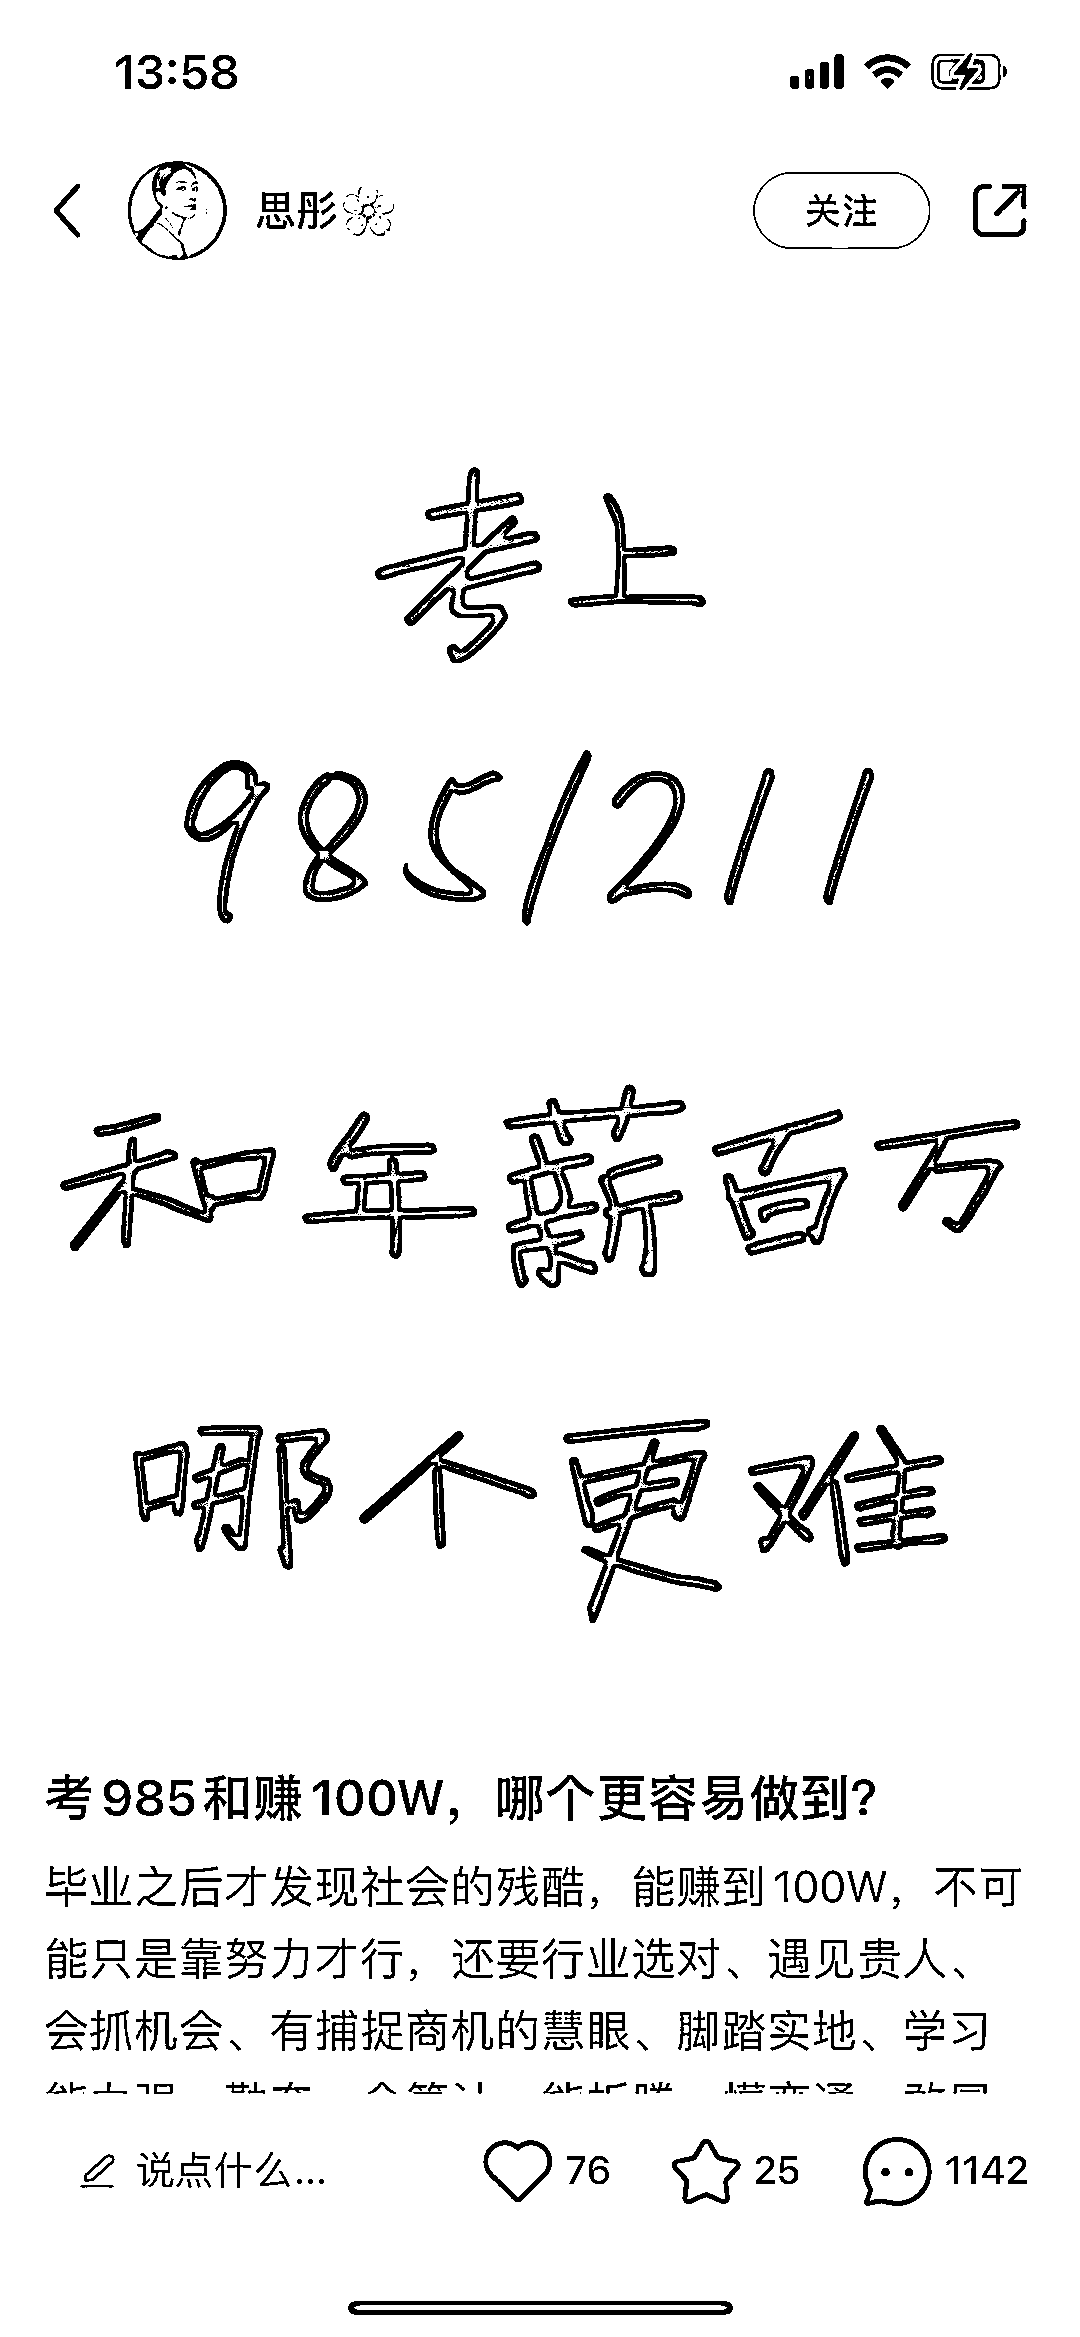 13:58
思彤
关注
考上
985/211
和年薪百万
哪个更难
考985和赚100W，哪个更容易做到？
毕业之后才发现社会的残酷，能赚到100W，不可
能只是靠努力才行，还要行业选对、遇见贵人、
会抓机会、有捕捉商机的慧眼、脚踏实地、学习
说点什么...
76
25
1142